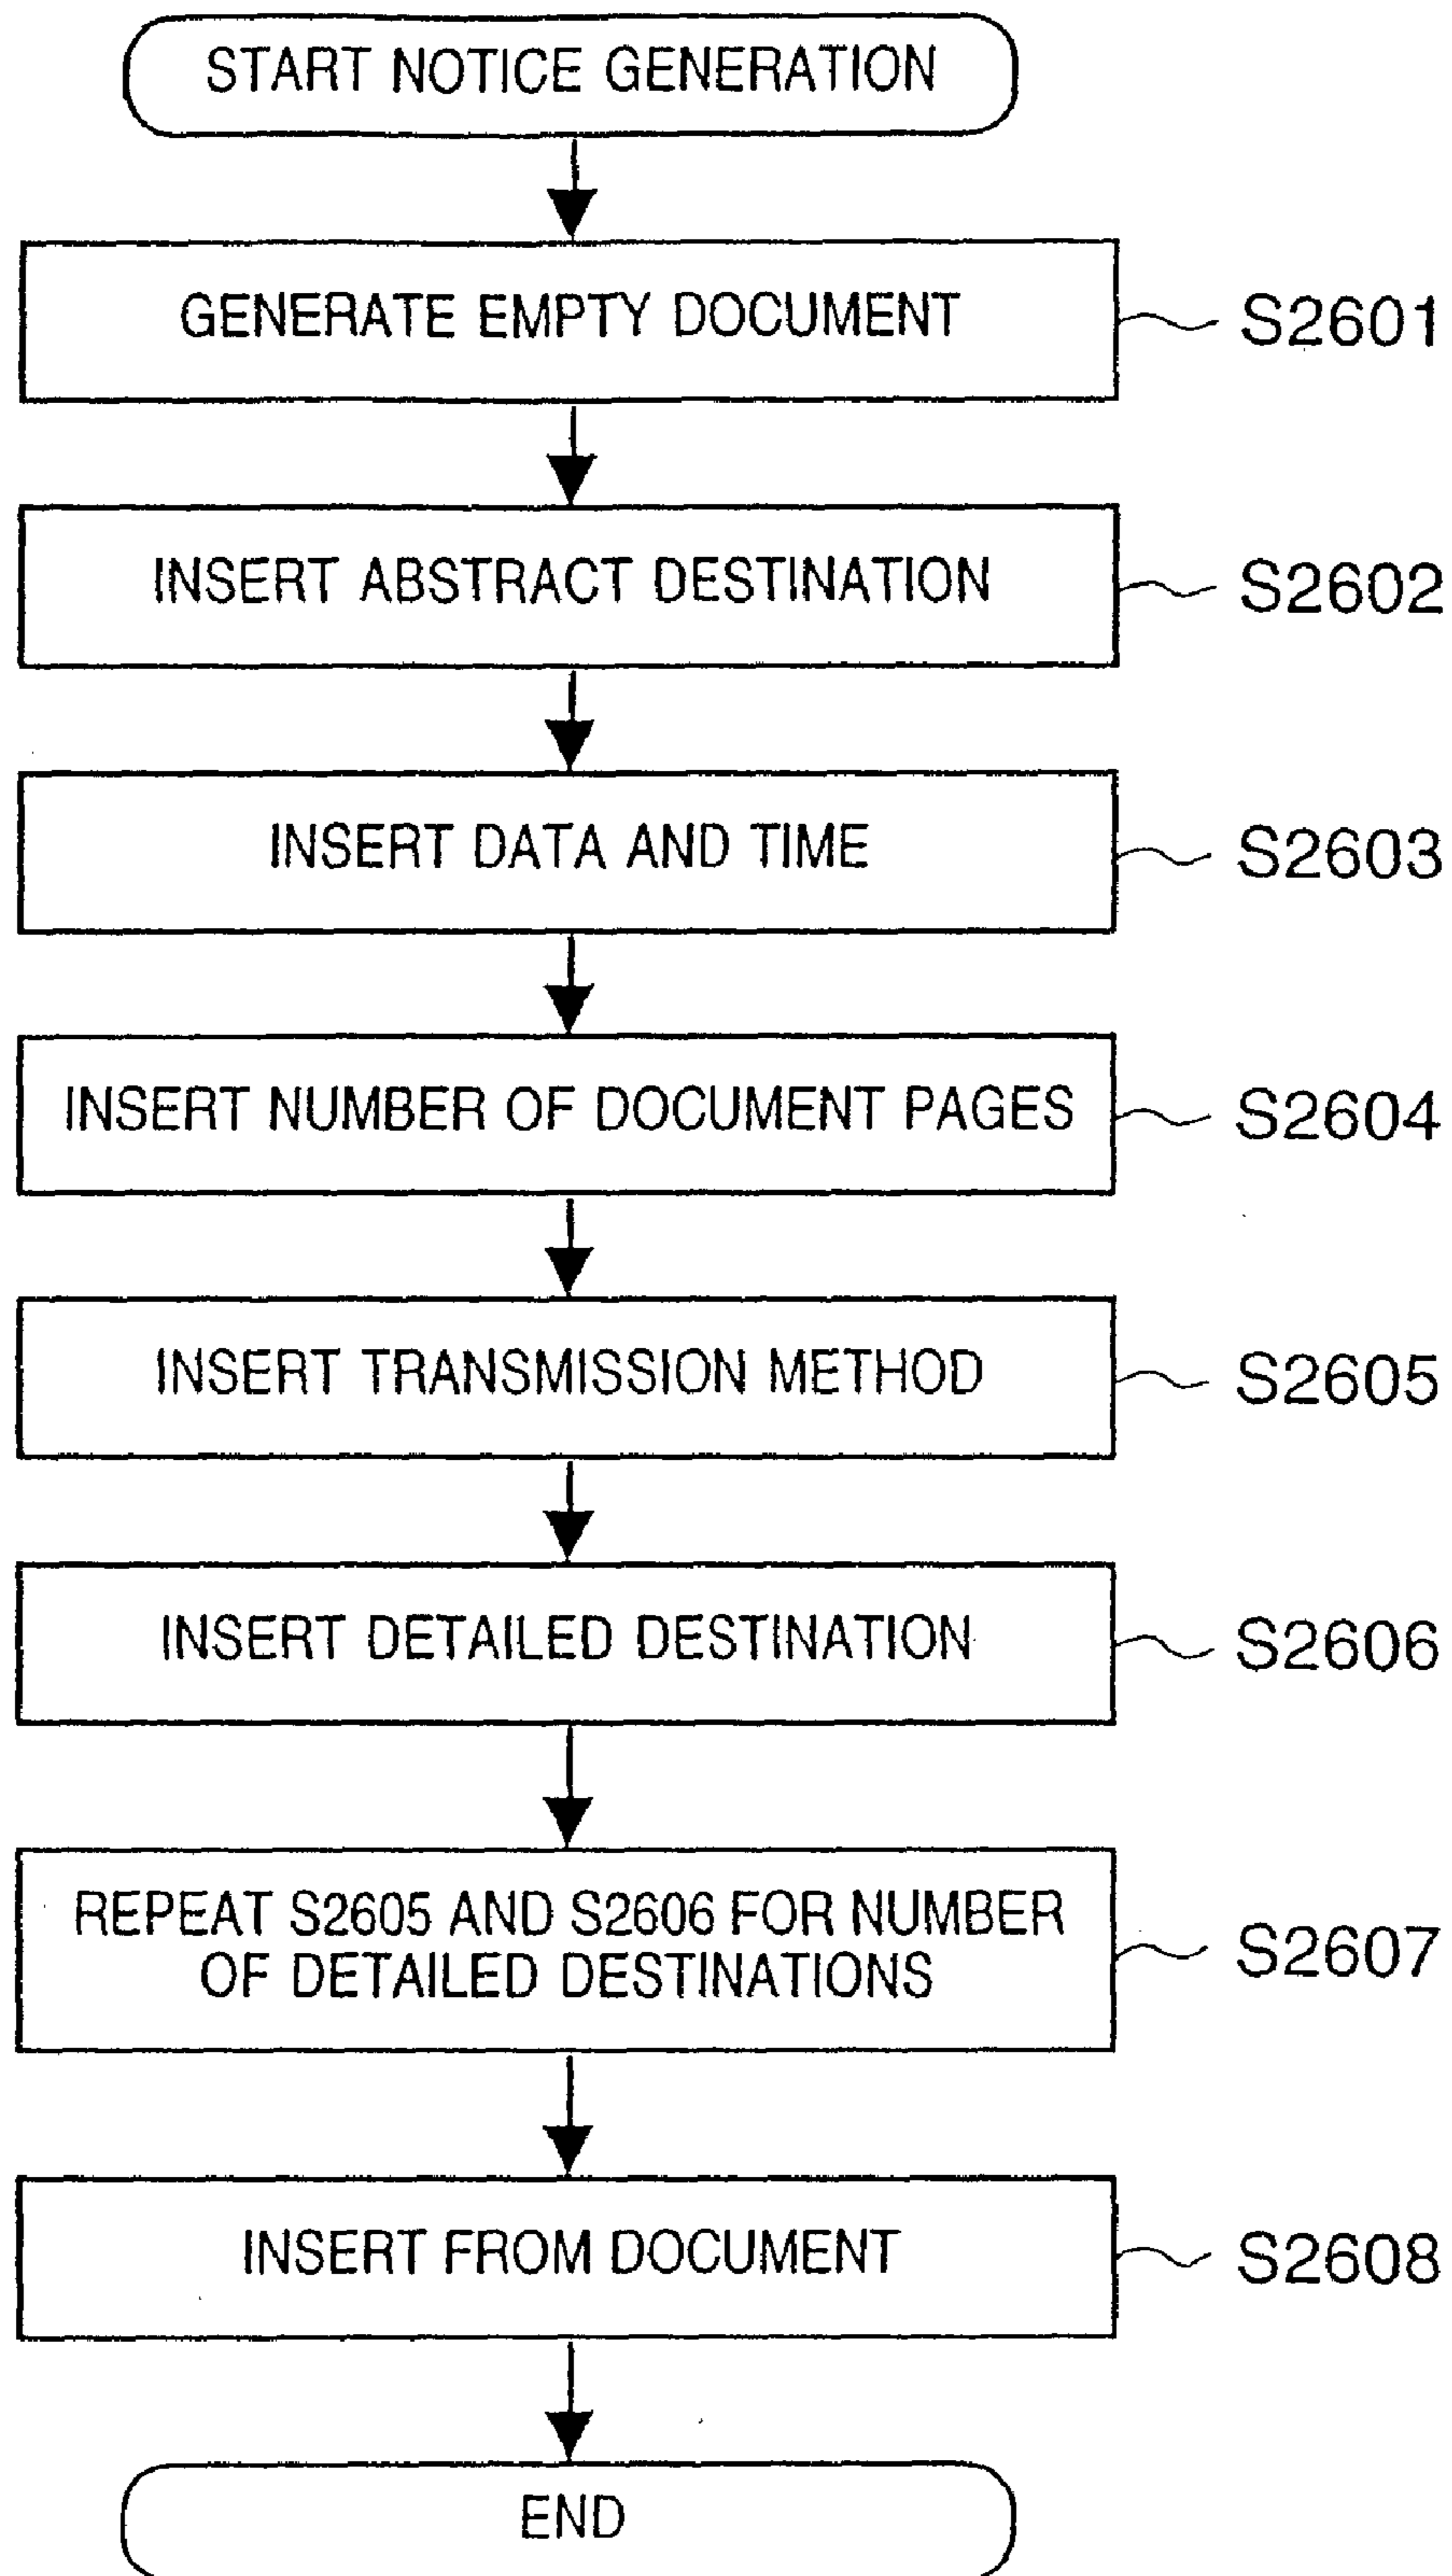 START NOTICE GENERATION
GENERATE EMPTY DOCUMENT
S2601
INSERT ABSTRACT DESTINATION
S2602
INSERT DATA AND TIME
S2603
INSERT NUMBER OF DOCUMENT PAGES
S2604
INSERT TRANSMISSION METHOD
S2605
INSERT DETAILED DESTINATION
S2606
REPEAT S2605 AND S2606 FOR NUMBER
OF DETAILED DESTINATIONS
S2607
INSERT FROM DOCUMENT
S2608
END